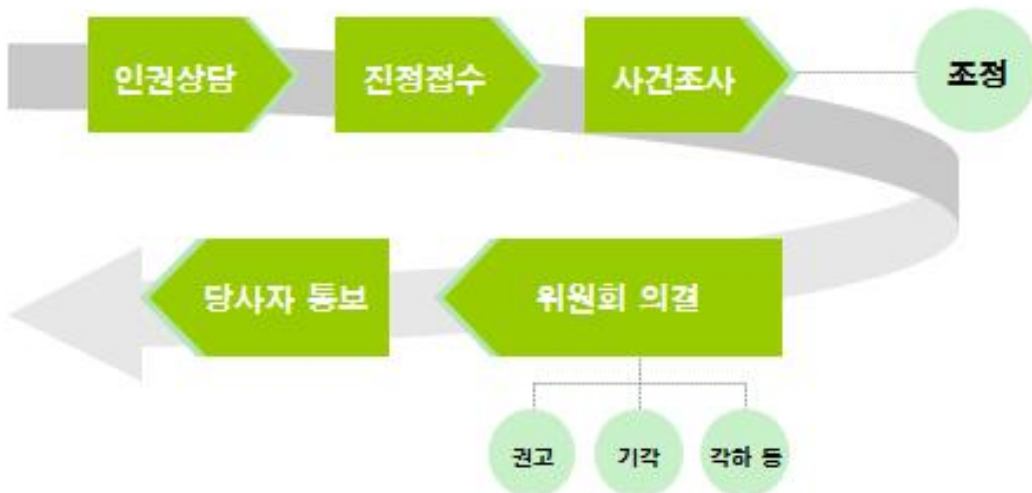 인권상담
진정접수
사건조사
조정
위원회 의결
당사자 통보
권고
기각
각하 등